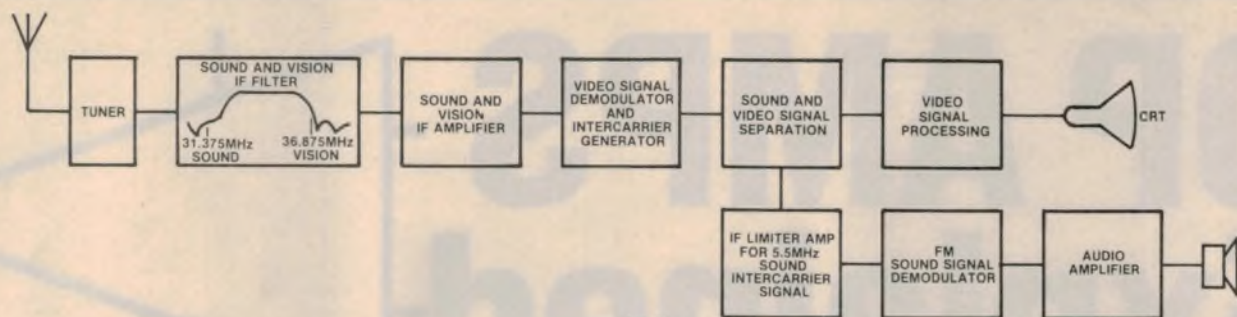 TUNER
SOUND AND VISION
IF FILTER
31.375MHz
SOUND
36.875MHz
VISION
SOUND AND
VISION
IF AMPLIFIER
VIDEO SIGNAL
DEMODULATOR
AND
INTERCARRIER
GENERATOR
SOUND AND
VIDEO SIGNAL
SEPARATION
VIDEO
SIGNAL
PROCESSING
CRT
IF LIMITER AMP
FOR 5.5MHz
SOUND
INTERCARRIER
SIGNAL
FM
SOUND SIGNAL
DEMODULATOR
AUDIO
AMPLIFIER